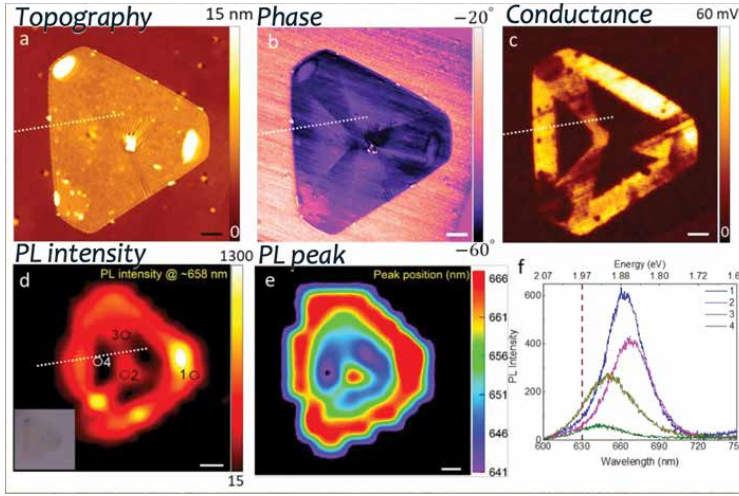 Topography 15 nm
a
0
Phase −20°
b
−60°
Conductance 60 mV
c
0
PL intensity 1300
d PL intensity @ ~658 nm
3
4
2
1
15
PL peak
e Peak position (nm)
666
661
656
651
646
641
f
Energy (eV)
2.07 1.97 1.88 1.80 1.72 1.6
PL Intensity
600
400
200
0
1
2
3
4
600 630 660 690 720 75
Wavelength (nm)